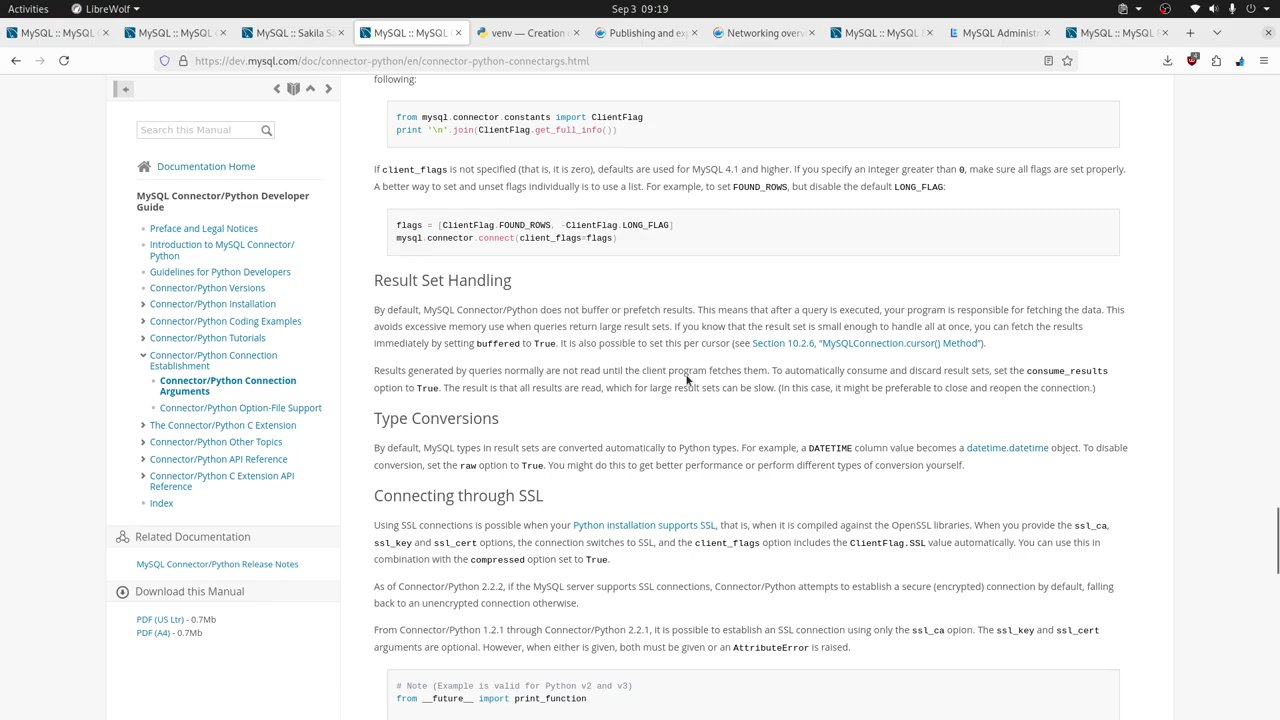 Activities
LibreWolf
Sep 3 09:19
MySQL :: MySQL C
MySQL :: MySQL C
MySQL :: Sakila Sa
MySQL :: MySQL C
venv — Creation o
Publishing and exp
Networking overv
MySQL :: MySQL
MySQL Administr
MySQL :: MySQL E
https://dev.mysql.com/doc/connector-python/en/connector-python-connectargs.html
4
Search this Manual
Documentation Home
MySQL Connector/Python Developer
Guide
Preface and Legal Notices
Introduction to MySQL Connector/
Python
Guidelines for Python Developers
Connector/Python Versions
Connector/Python Installation
Connector/Python Coding Examples
Connector/Python Tutorials
Connector/Python Connection
Establishment
Connector/Python Connection
Arguments
Connector/Python Option-File Support
The Connector/Python C Extension
Connector/Python Other Topics
Connector/Python API Reference
Connector/Python C Extension API
Reference
Index
Related Documentation
MySQL Connector/Python Release Notes
Download this Manual
PDF (US Ltr) - 0.7Mb
PDF (A4) - 0.7Mb
following:
from mysql.connector.constants import ClientFlag
print '\n'.join(ClientFlag.get_full_info())
If client_flags is not specified (that is, it is zero), defaults are used for MySQL 4.1 and higher. If you specify an integer greater than 0, make sure all flags are set properly.
A better way to set and unset flags individually is to use a list. For example, to set FOUND_ROWS, but disable the default LONG_FLAG:
flags = [ClientFlag.FOUND_ROWS, -ClientFlag.LONG_FLAG]
mysql.connector.connect(client_flags=flags)
Result Set Handling
By default, MySQL Connector/Python does not buffer or prefetch results. This means that after a query is executed, your program is responsible for fetching the data. This
avoids excessive memory use when queries return large result sets. If you know that the result set is small enough to handle all at once, you can fetch the results
immediately by setting buffered to True. It is also possible to set this per cursor (see Section 10.2.6, “MySQLConnection.cursor() Method”).
Results generated by queries normally are not read until the client program fetches them. To automatically consume and discard result sets, set the consume_results
option to True. The result is that all results are read, which for large result sets can be slow. (In this case, it might be preferable to close and reopen the connection.)
Type Conversions
By default, MySQL types in result sets are converted automatically to Python types. For example, a DATETIME column value becomes a datetime.datetime object. To disable
conversion, set the raw option to True. You might do this to get better performance or perform different types of conversion yourself.
Connecting through SSL
Using SSL connections is possible when your Python installation supports SSL, that is, when it is compiled against the OpenSSL libraries. When you provide the ssl_ca,
ssl_key and ssl_cert options, the connection switches to SSL, and the client_flags option includes the ClientFlag.SSL value automatically. You can use this in
combination with the compressed option set to True.
As of Connector/Python 2.2.2, if the MySQL server supports SSL connections, Connector/Python attempts to establish a secure (encrypted) connection by default, falling
back to an unencrypted connection otherwise.
From Connector/Python 1.2.1 through Connector/Python 2.2.1, it is possible to establish an SSL connection using only the ssl_ca opion. The ssl_key and ssl_cert
arguments are optional. However, when either is given, both must be given or an AttributeError is raised.
# Note (Example is valid for Python v2 and v3)
from __future__ import print_function